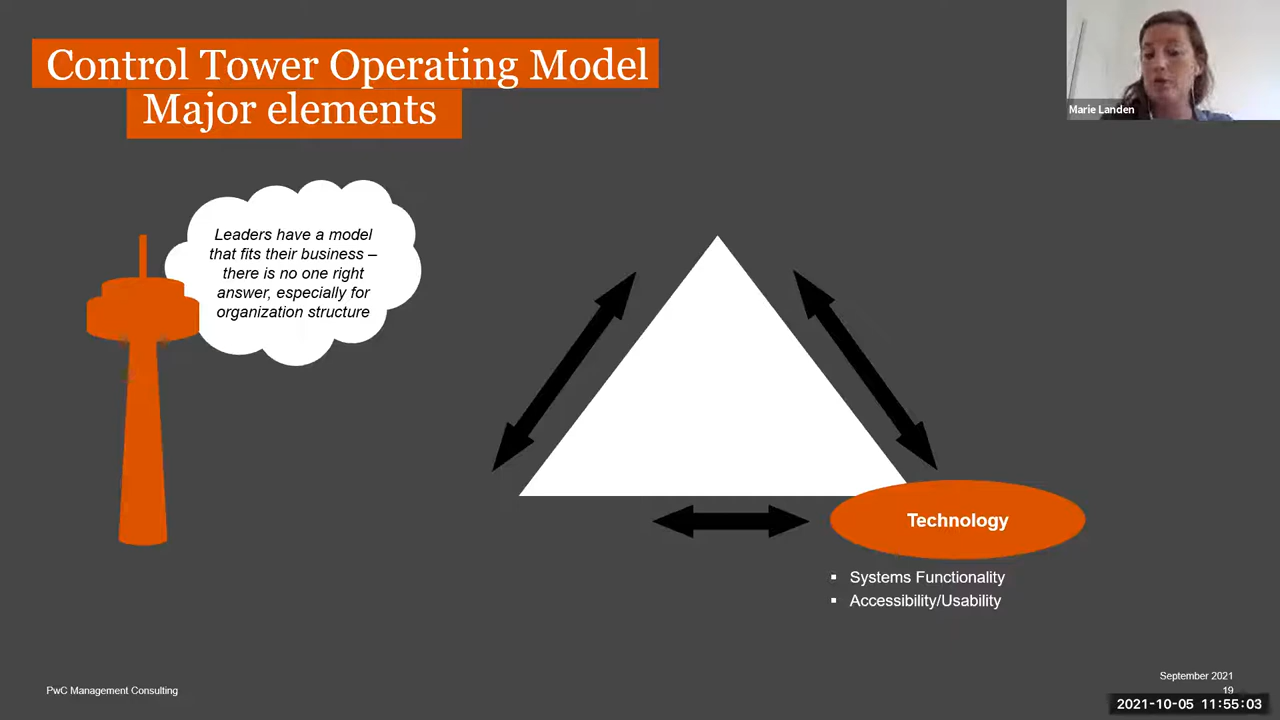 Control Tower Operating Model
Major elements
Marie Landen
Leaders have a model
that fits their business –
there is no one right
answer, especially for
organization structure
Technology
▪ Systems Functionality
▪ Accessibility/Usability
PwC Management Consulting
September 2021
19
2021-10-05 11:55:03